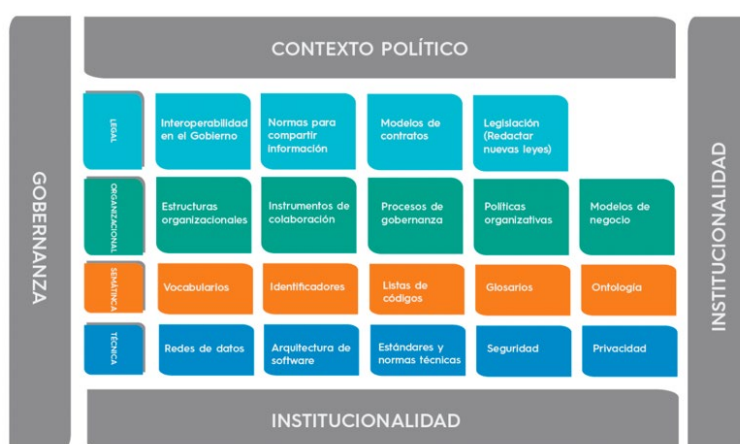 CONTEXTO POLÍTICO
GOBERNANZA
INSTITUCIONALIDAD
LEGAL
Interoperabilidad
en el Gobierno
Normas para
compartir
información
Modelos de
contratos
Legislación
(Redactar
nuevas leyes)
ORGANIZACIONAL
Estructuras
organizacionales
Instrumentos de
colaboración
Procesos de
gobernanza
Políticas
organizativas
Modelos de
negocio
SEMÁTINCA
Vocabularios
Identificadores
Listas de
códigos
Glosarios
Ontología
TÉCNICA
Redes de datos
Arquitectura de
software
Estándares y
normas técnicas
Seguridad
Privacidad
INSTITUCIONALIDAD